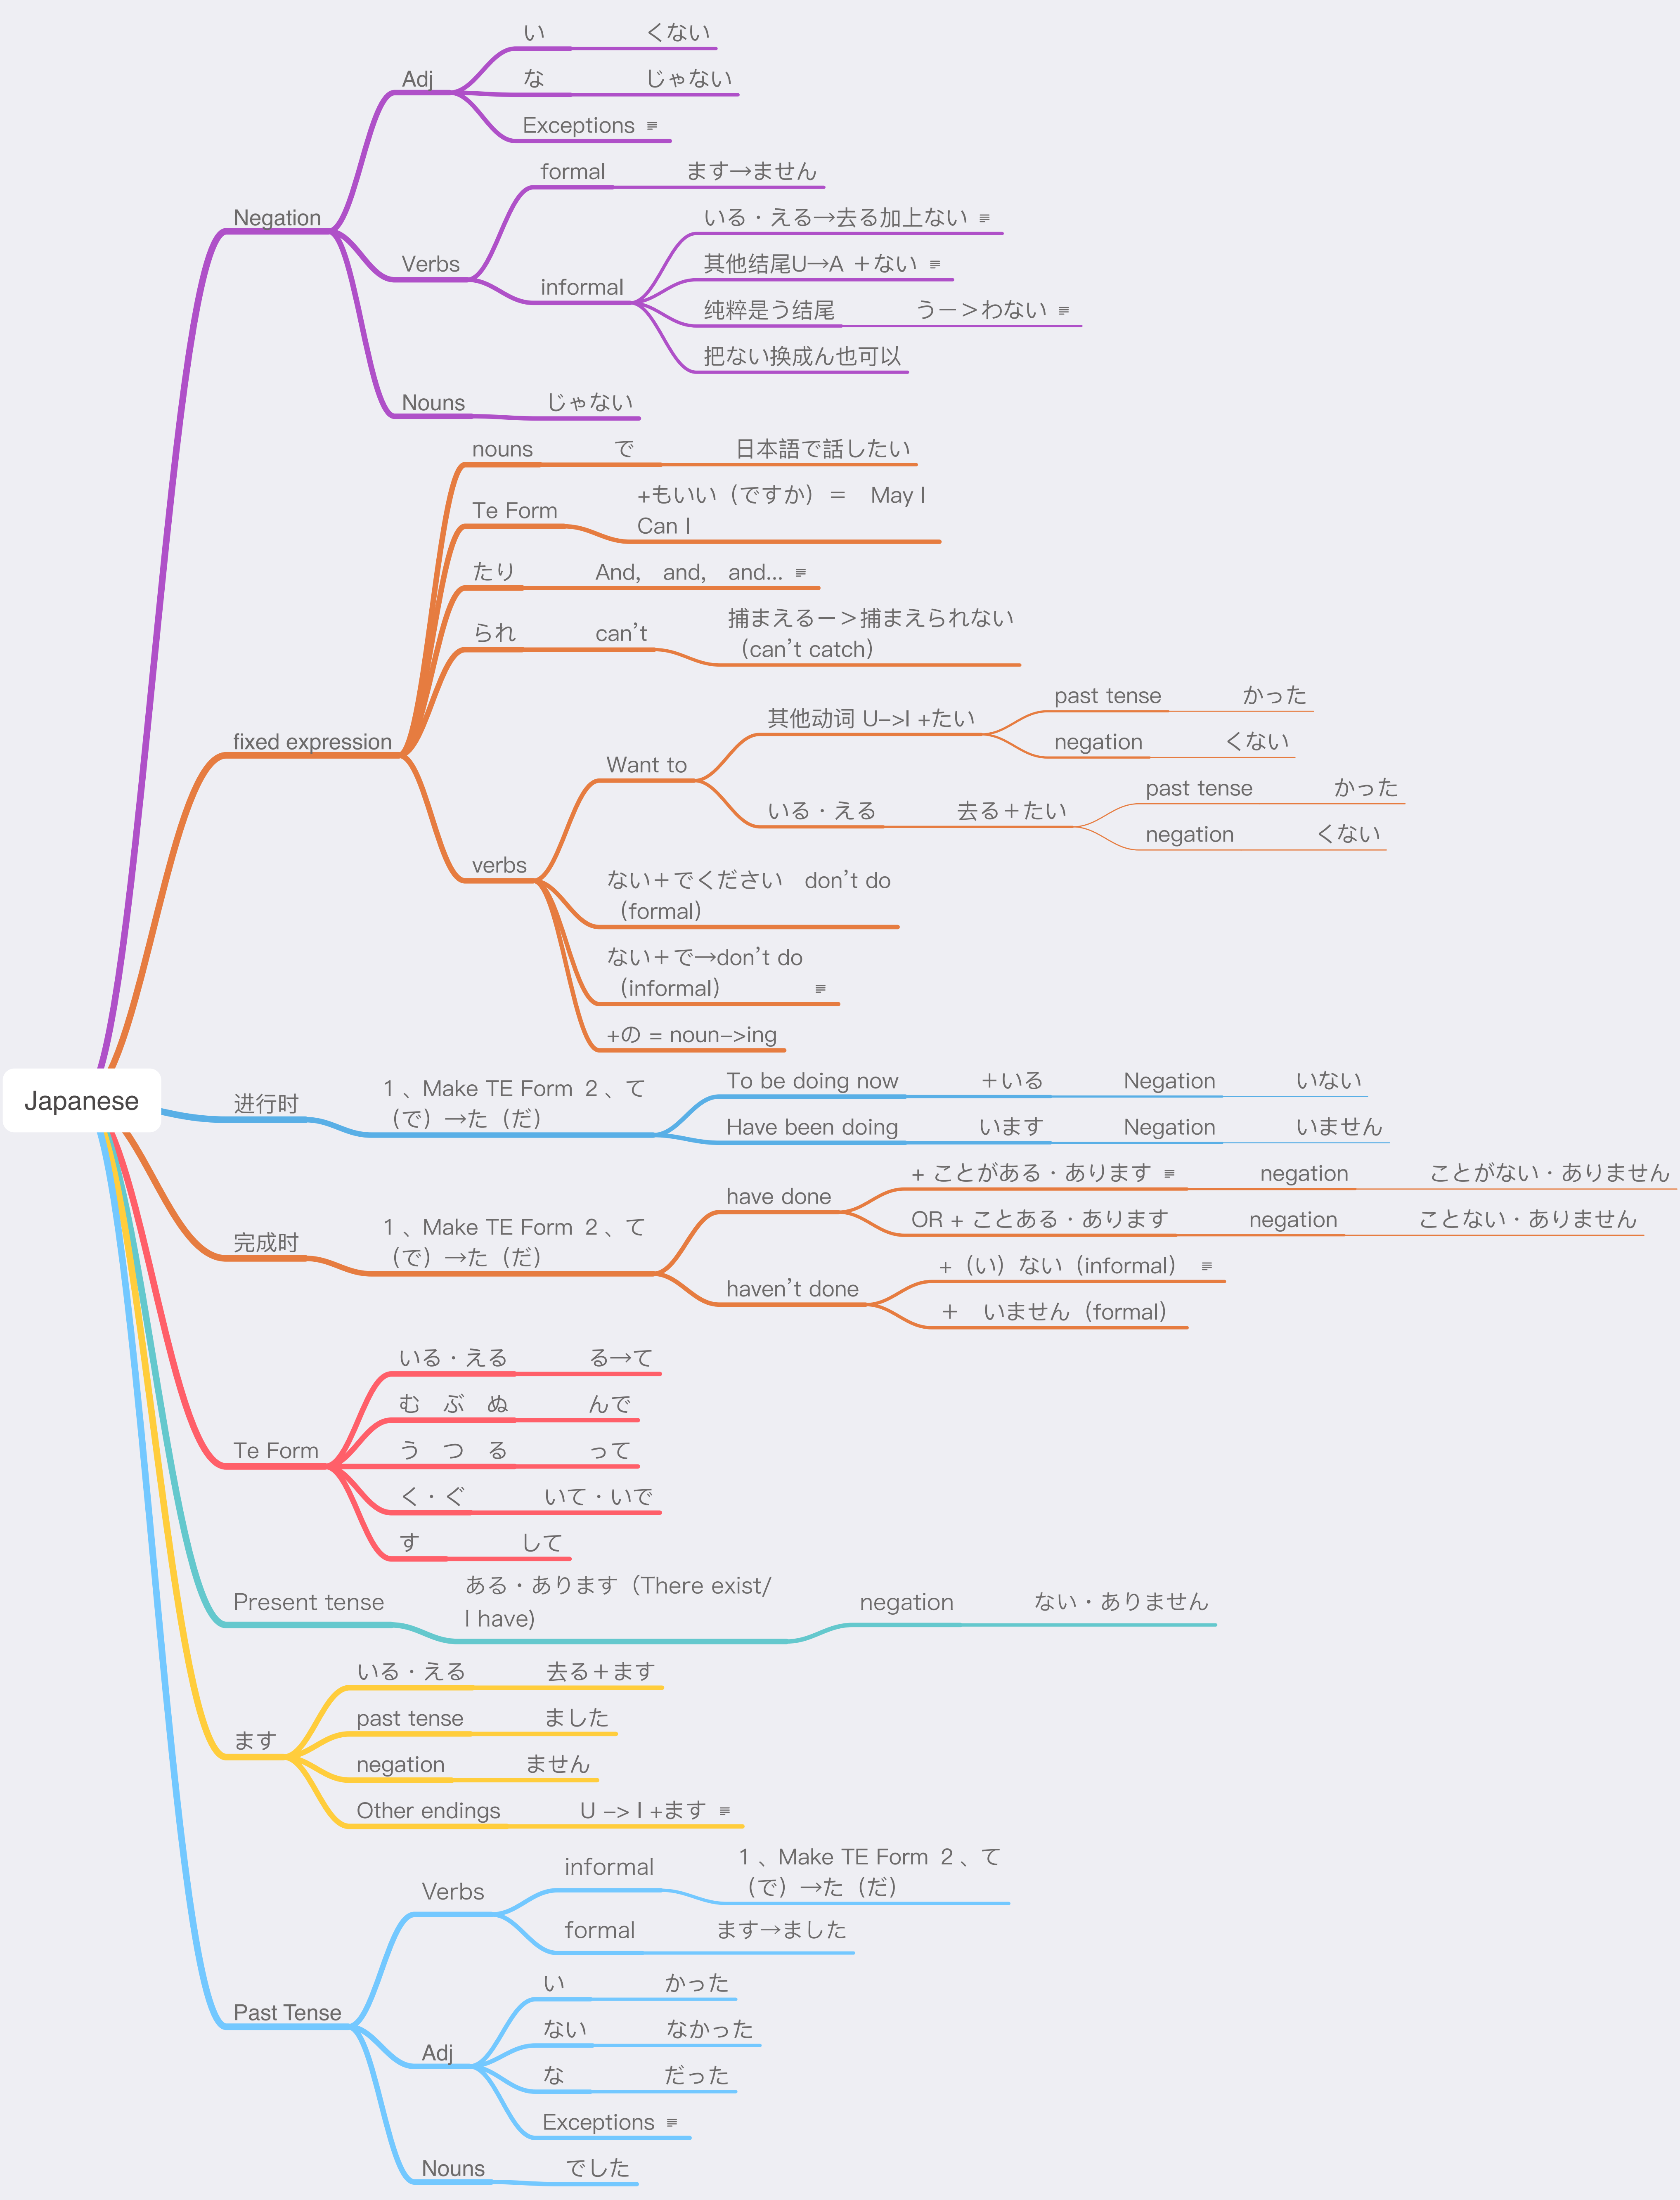 Japanese
Negation
Adj
い くない
な じゃない
Exceptions
Verbs
formal ます→ません
informal
いる・える→去る加上ない
其他结尾U→A ＋ない
纯粹是う结尾 うー＞わない
把ない换成ん也可以
Nouns じゃない
fixed expression
nouns で 日本語で話したい
Te Form
+もいい（ですか）＝ May I
Can I
たり And, and, and...
られ can't
捕まえるー＞捕まえられない
（can't catch）
verbs
Want to
其他动词 U–>I +たい
past tense かった
negation くない
いる・える 去る＋たい
past tense かった
negation くない
ない＋でください don't do
（formal）
ない＋で→don't do
（informal）
+の = noun–>ing
进行时
1 、Make TE Form 2 、て
（で）→た（だ）
To be doing now ＋いる Negation いない
Have been doing います Negation いません
完成时
1 、Make TE Form 2 、て
（で）→た（だ）
have done
+ ことがある・あります negation ことがない・ありません
OR + ことある・あります negation ことない・ありません
haven't done
+（い）ない（informal）
＋ いません（formal）
Te Form
いる・える る→て
む ぶ ぬ んで
う つ る って
く・ぐ いて・いで
す して
Present tense
ある・あります（There exist/
I have)
negation ない・ありません
ます
いる・える 去る＋ます
past tense ました
negation ません
Other endings U –> I +ます
Past Tense
Verbs
informal
1 、Make TE Form 2 、て
（で）→た（だ）
formal ます→ました
Adj
い かった
ない なかった
な だった
Exceptions
Nouns でした